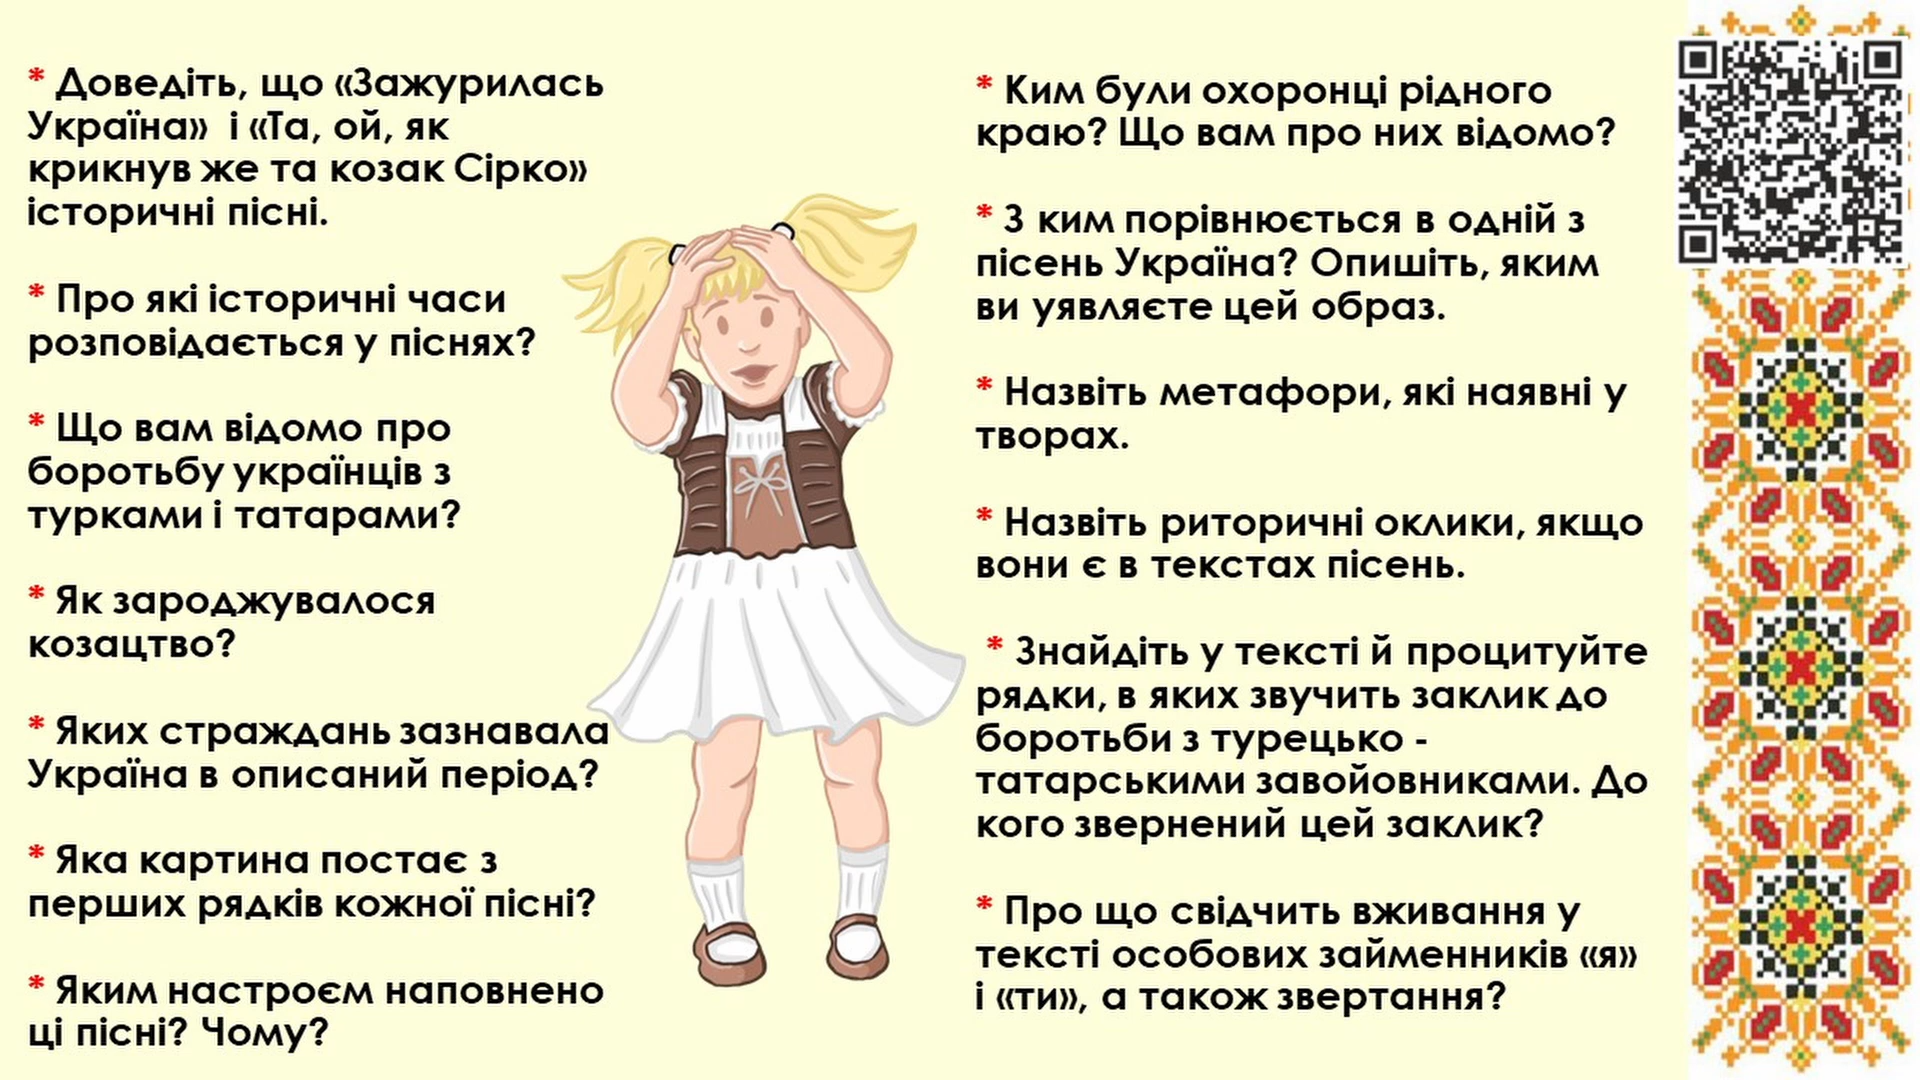 * Доведіть, що «Зажурилась
Україна» і «Та, ой, як
крикнув же та козак Сірко»
історичні пісні.
* Про які історичні часи
розповідається у піснях?
* Що вам відомо про
боротьбу українців з
турками і татарами?
* Як зароджувалося
козацтво?
* Яких страждань зазнавала
Україна в описаний період?
* Яка картина постає з
перших рядків кожної пісні?
* Яким настроєм наповнено
ці пісні? Чому?
* Ким були охоронці рідного
краю? Що вам про них відомо?
* З ким порівнюється в одній з
пісень Україна? Опишіть, яким
ви уявляєте цей образ.
* Назвіть метафори, які наявні у
творах.
* Назвіть риторичні оклики, якщо
вони є в текстах пісень.
* Знайдіть у тексті й процитуйте
рядки, в яких звучить заклик до
боротьби з турецько -
татарськими завойовниками. До
кого звернений цей заклик?
* Про що свідчить вживання у
тексті особових займенників «я»
і «ти», а також звертання?